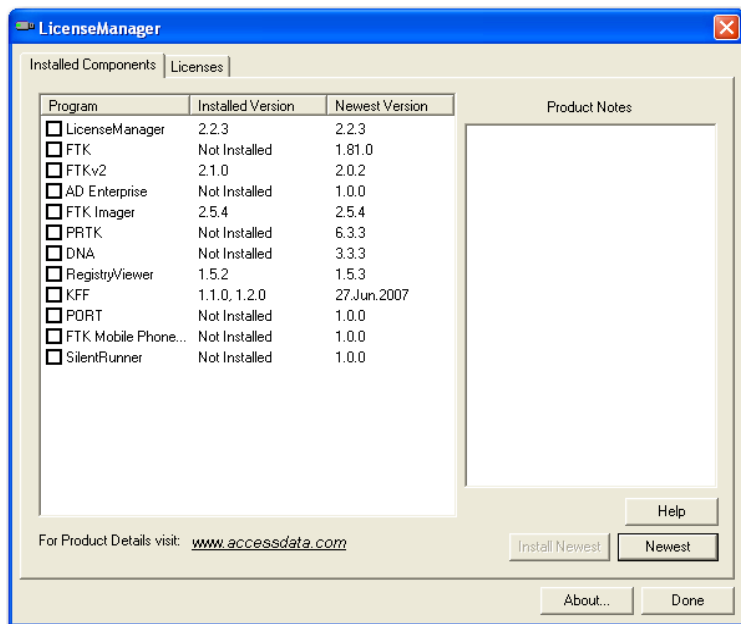 LicenseManager
Installed Components Licenses
Program Installed Version Newest Version
LicenseManager 2.2.3 2.2.3
FTK Not Installed 1.81.0
FTKv2 2.1.0 2.0.2
AD Enterprise Not Installed 1.0.0
FTK Imager 2.5.4 2.5.4
PRTK Not Installed 6.3.3
DNA Not Installed 3.3.3
RegistryViewer 1.5.2 1.5.3
KFF 1.1.0, 1.2.0 27.Jun.2007
PORT Not Installed 1.0.0
FTK Mobile Phone... Not Installed 1.0.0
SilentRunner Not Installed 1.0.0
Product Notes
Help
For Product Details visit: www.accessdata.com
Install Newest Newest
About... Done